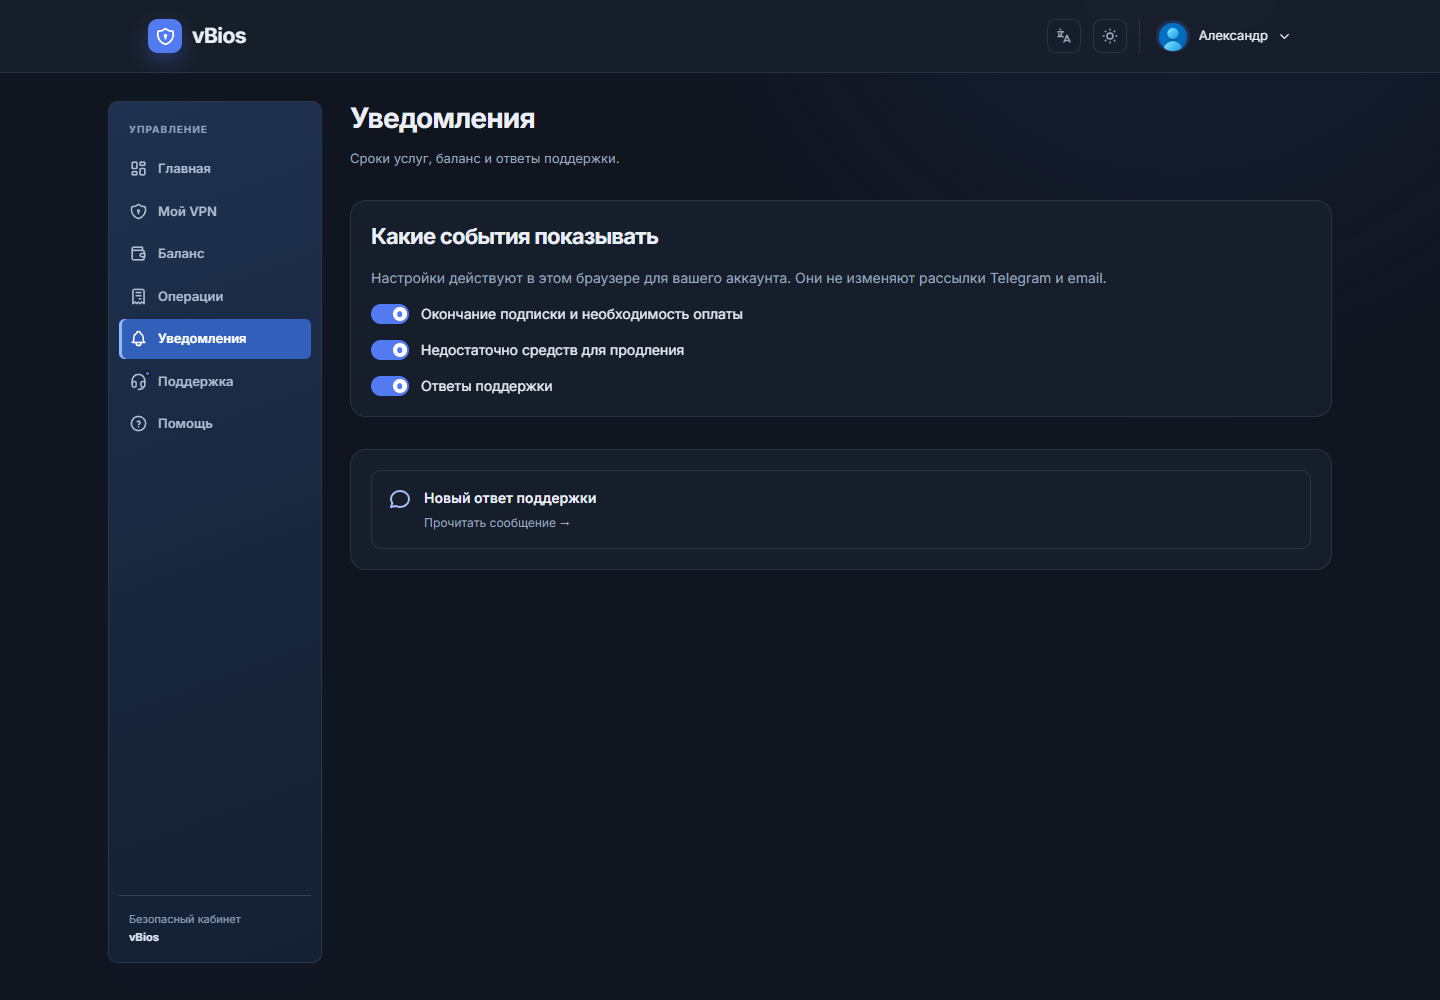 vBios
Александр
УПРАВЛЕНИЕ
Главная
Мой VPN
Баланс
Операции
Уведомления
Поддержка
Помощь
Безопасный кабинет
vBios
Уведомления
Сроки услуг, баланс и ответы поддержки.
Какие события показывать
Настройки действуют в этом браузере для вашего аккаунта. Они не изменяют рассылки Telegram и email.
Окончание подписки и необходимость оплаты
Недостаточно средств для продления
Ответы поддержки
Новый ответ поддержки
Прочитать сообщение →